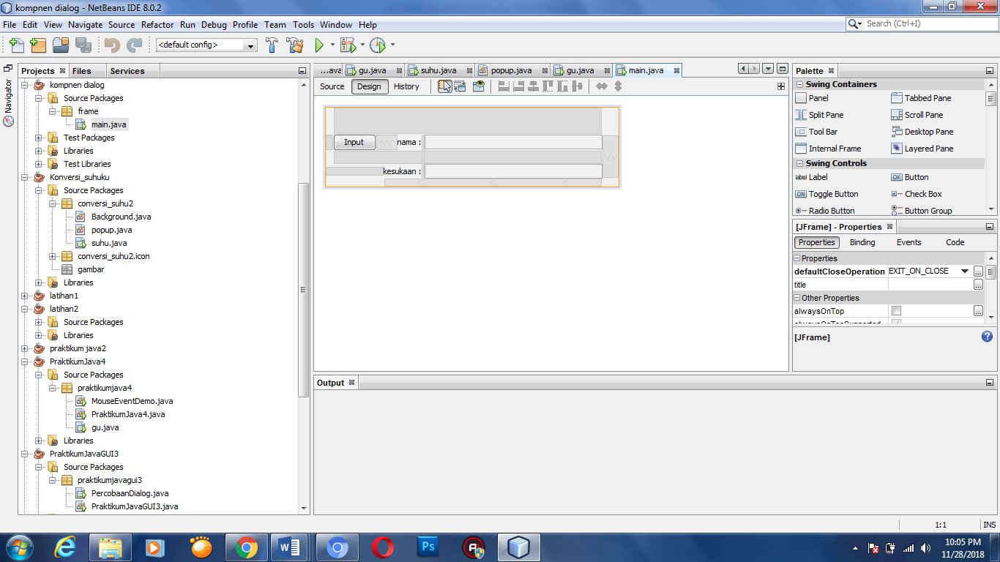 kompnen dialog - NetBeans IDE 8.0.2
File Edit View Navigate Source Refactor Run Debug Profile Team Tools Window Help
Search (Ctrl+I)
<default config>
Navigator
Projects Files Services
kompnen dialog
Source Packages
frame
main.java
Test Packages
Libraries
Test Libraries
Konversi_suhuku
Source Packages
conversi_suhu2
Background.java
popup.java
suhu.java
conversi_suhu2.icon
gambar
Libraries
latihan1
latihan2
Source Packages
Libraries
praktikum java2
PraktikumJava4
Source Packages
praktikumjava4
MouseEventDemo.java
PraktikumJava4.java
gu.java
Libraries
PraktikumJavaGUI3
Source Packages
praktikumjavagui3
PercobaanDialog.java
PraktikumJavaGUI3.java
...ava gu.java suhu.java popup.java gu.java main.java
Source Design History
Input nama :
kesukaan :
Output
Palette
Swing Containers
Panel Tabbed Pane
Split Pane Scroll Pane
Tool Bar Desktop Pane
Internal Frame Layered Pane
Swing Controls
label Label OK Button
ON Toggle Button Check Box
Radio Button Button Group
[JFrame] - Properties
Properties Binding Events Code
Properties
defaultCloseOperation EXIT_ON_CLOSE ...
title ...
Other Properties
alwaysOnTop ...
alwaysOnTopSupported
[JFrame]
1:1 INS
Ps
10:05 PM
11/28/2018